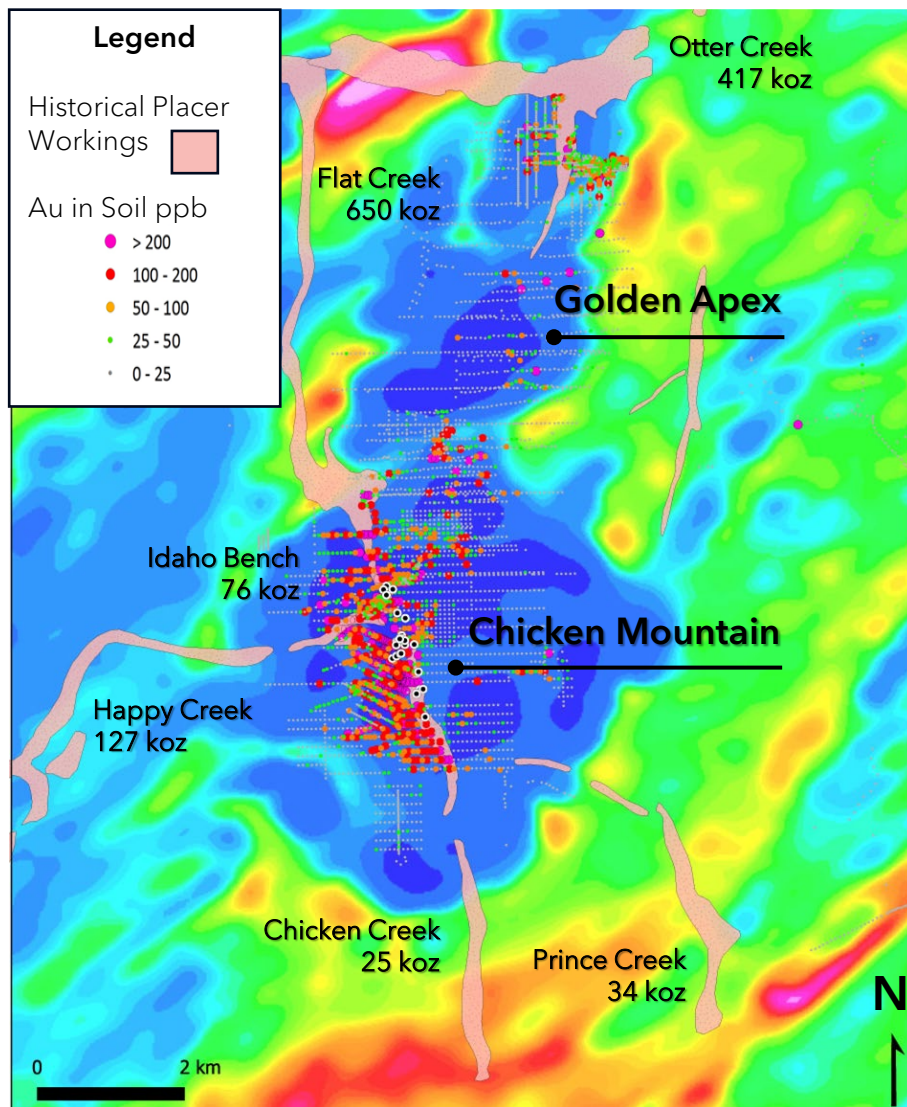 Legend
Historical Placer
Workings
Au in Soil ppb
> 200
100 - 200
50 - 100
25 - 50
0 - 25
Otter Creek
417 koz
Flat Creek
650 koz
Golden Apex
Idaho Bench
76 koz
Chicken Mountain
Happy Creek
127 koz
Chicken Creek
25 koz
Prince Creek
34 koz
N
0
2 km